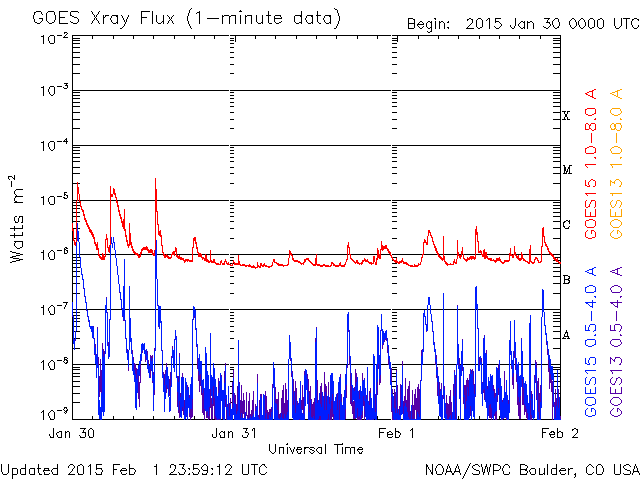 GOES Xray Flux (1-minute data)
Begin: 2015 Jan 30 0000 UTC
10-2
10-3
10-4
10-5
10-6
10-7
10-8
10-9
Watts m-2
X
M
C
B
A
GOES15 1.0-8.0 A
GOES13 1.0-8.0 A
GOES15 0.5-4.0 A
GOES13 0.5-4.0 A
Jan 30
Jan 31
Feb 1
Feb 2
Universal Time
Updated 2015 Feb 1 23:59:12 UTC
NOAA/SWPC Boulder, CO USA